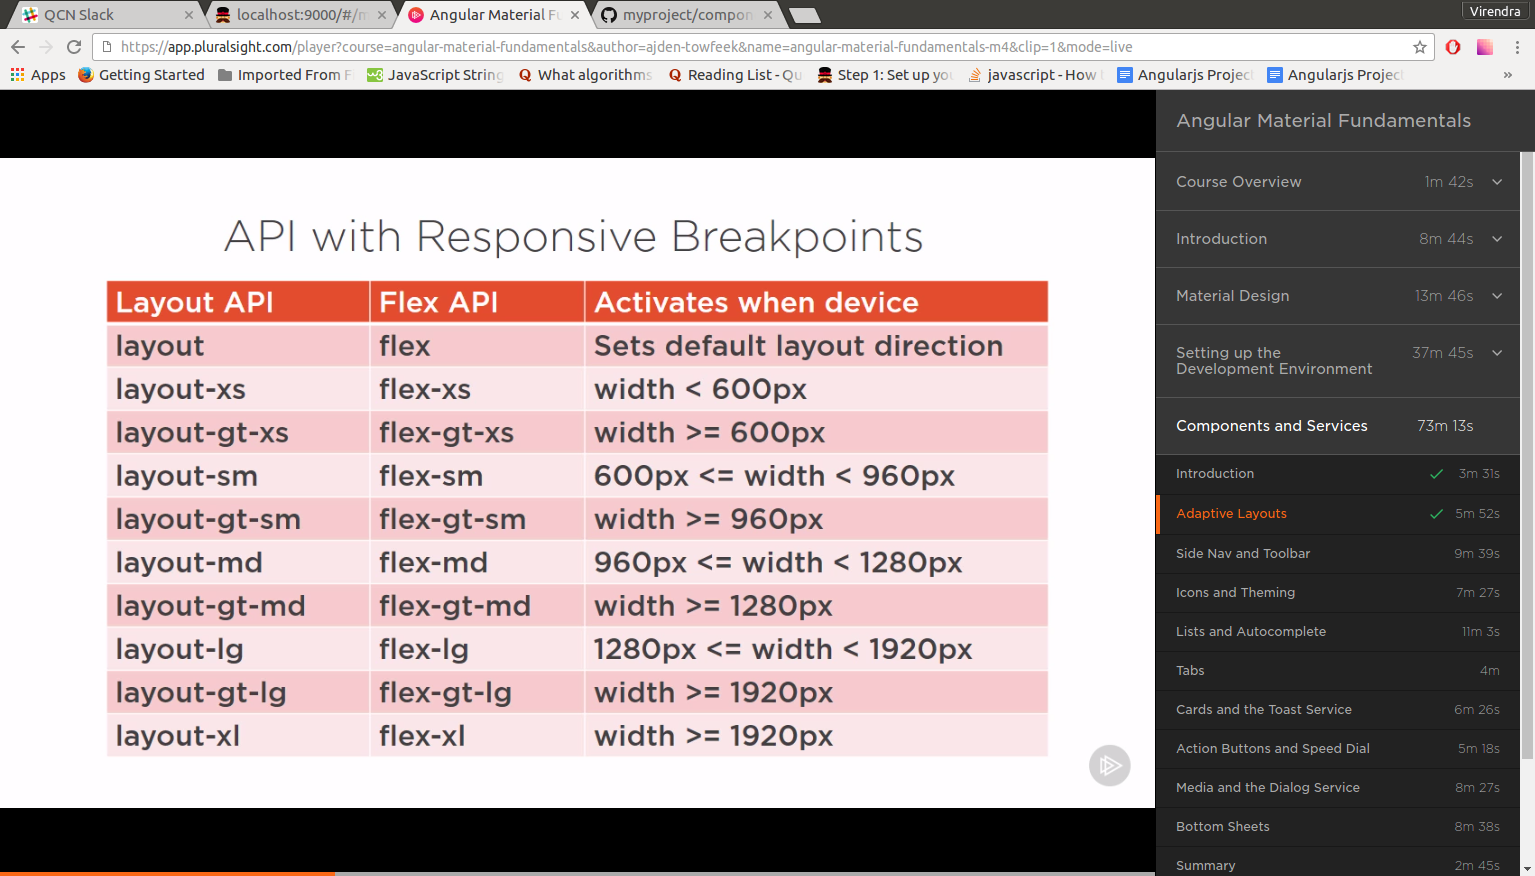 QCN Slack
localhost:9000/#/m
Angular Material Fu
myproject/compon
Virendra
https://app.pluralsight.com/player?course=angular-material-fundamentals&author=ajden-towfeek&name=angular-material-fundamentals-m4&clip=1&mode=live
Apps
Getting Started
Imported From F
JavaScript String
What algorithms
Reading List - Qu
Step 1: Set up you
javascript - How
Angularjs Project
Angularjs Project
»
API with Responsive Breakpoints
Layout API Flex API Activates when device
layout flex Sets default layout direction
layout-xs flex-xs width < 600px
layout-gt-xs flex-gt-xs width >= 600px
layout-sm flex-sm 600px <= width < 960px
layout-gt-sm flex-gt-sm width >= 960px
layout-md flex-md 960px <= width < 1280px
layout-gt-md flex-gt-md width >= 1280px
layout-lg flex-lg 1280px <= width < 1920px
layout-gt-lg flex-gt-lg width >= 1920px
layout-xl flex-xl width >= 1920px
Angular Material Fundamentals
Course Overview 1m 42s
Introduction 8m 44s
Material Design 13m 46s
Setting up the 37m 45s
Development Environment
Components and Services 73m 13s
Introduction 3m 31s
Adaptive Layouts 5m 52s
Side Nav and Toolbar 9m 39s
Icons and Theming 7m 27s
Lists and Autocomplete 11m 3s
Tabs 4m
Cards and the Toast Service 6m 26s
Action Buttons and Speed Dial 5m 18s
Media and the Dialog Service 8m 27s
Bottom Sheets 8m 38s
Summary 2m 45s